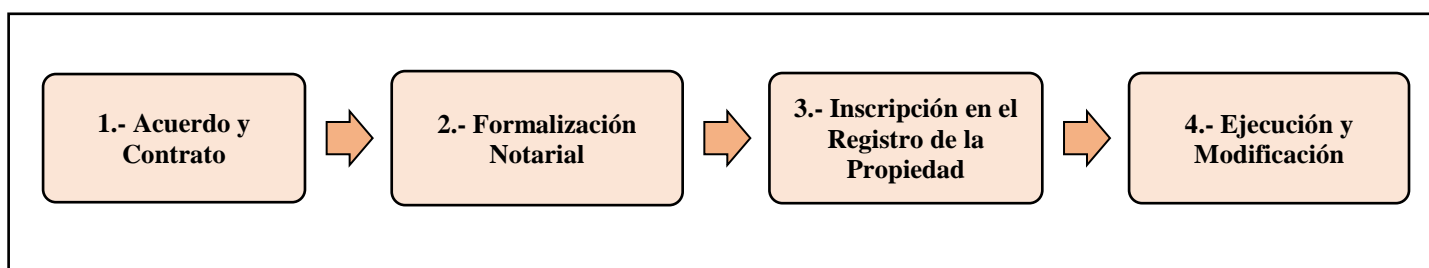 1.- Acuerdo y
Contrato
2.- Formalización
Notarial
3.- Inscripción en el
Registro de la
Propiedad
4.- Ejecución y
Modificación